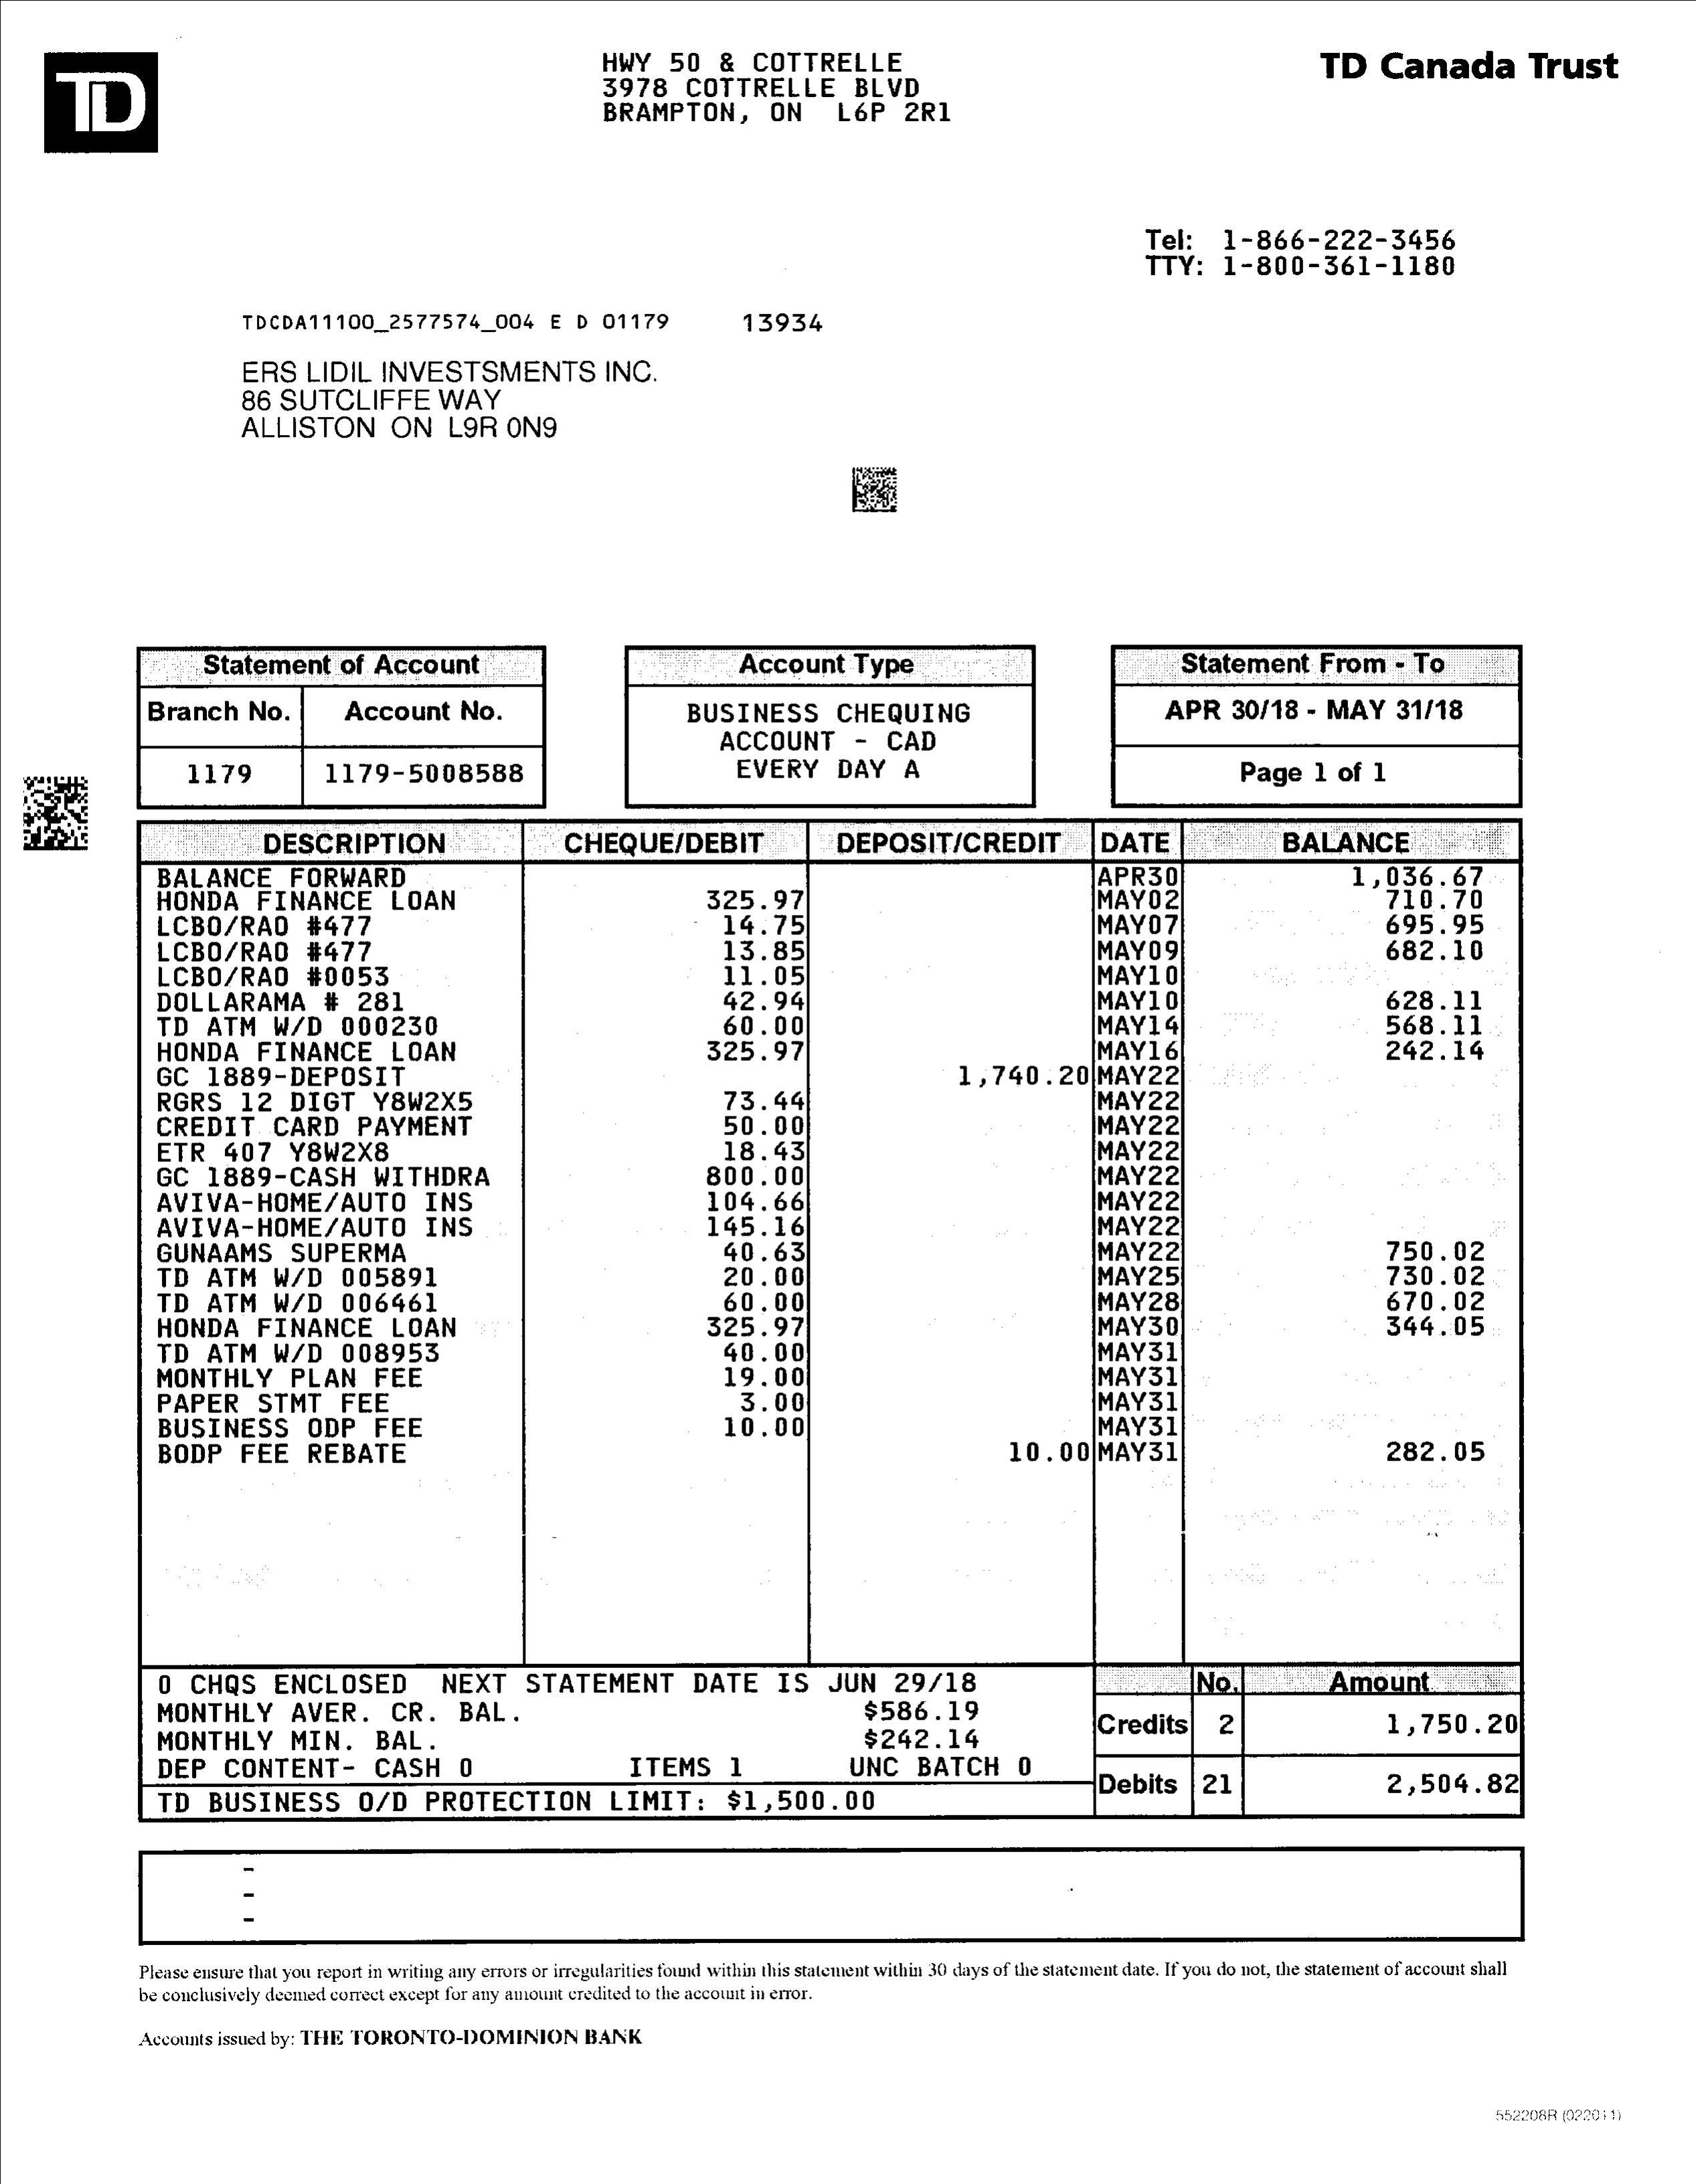 TD
HWY 50 & COTTRELLE
3978 COTTRELLE BLVD
BRAMPTON, ON L6P 2R1
TD Canada Trust
Tel: 1-866-222-3456
TTY: 1-800-361-1180
TDCDA11100_2577574_004 E D 01179 13934
ERS LIDIL INVESTSMENTS INC.
86 SUTCLIFFE WAY
ALLISTON ON L9R 0N9
Statement of Account
Branch No. Account No.
1179 1179-5008588
Account Type
BUSINESS CHEQUING
ACCOUNT - CAD
EVERY DAY A
Statement From - To
APR 30/18 - MAY 31/18
Page 1 of 1
DESCRIPTION CHEQUE/DEBIT DEPOSIT/CREDIT DATE BALANCE
BALANCE FORWARD APR30 1,036.67
HONDA FINANCE LOAN 325.97 MAY02 710.70
LCBO/RAO #477 14.75 MAY07 695.95
LCBO/RAO #477 13.85 MAY09 682.10
LCBO/RAO #0053 11.05 MAY10
DOLLARAMA # 281 42.94 MAY10 628.11
TD ATM W/D 000230 60.00 MAY14 568.11
HONDA FINANCE LOAN 325.97 MAY16 242.14
GC 1889-DEPOSIT 1,740.20 MAY22
RGRS 12 DIGT Y8W2X5 73.44 MAY22
CREDIT CARD PAYMENT 50.00 MAY22
ETR 407 Y8W2X8 18.43 MAY22
GC 1889-CASH WITHDRA 800.00 MAY22
AVIVA-HOME/AUTO INS 104.66 MAY22
AVIVA-HOME/AUTO INS 145.16 MAY22
GUNAAMS SUPERMA 40.63 MAY22 750.02
TD ATM W/D 005891 20.00 MAY25 730.02
TD ATM W/D 006461 60.00 MAY28 670.02
HONDA FINANCE LOAN 325.97 MAY30 344.05
TD ATM W/D 008953 40.00 MAY31
MONTHLY PLAN FEE 19.00 MAY31
PAPER STMT FEE 3.00 MAY31
BUSINESS ODP FEE 10.00 MAY31
BODP FEE REBATE 10.00 MAY31 282.05
0 CHQS ENCLOSED NEXT STATEMENT DATE IS JUN 29/18
MONTHLY AVER. CR. BAL. $586.19
MONTHLY MIN. BAL. $242.14
DEP CONTENT- CASH 0 ITEMS 1 UNC BATCH 0
TD BUSINESS O/D PROTECTION LIMIT: $1,500.00
No. Amount
Credits 2 1,750.20
Debits 21 2,504.82
-
-
-
Please ensure that you report in writing any errors or irregularities found within this statement within 30 days of the statement date. If you do not, the statement of account shall
be conclusively deemed correct except for any amount credited to the account in error.
Accounts issued by: THE TORONTO-DOMINION BANK
552208R (022011)